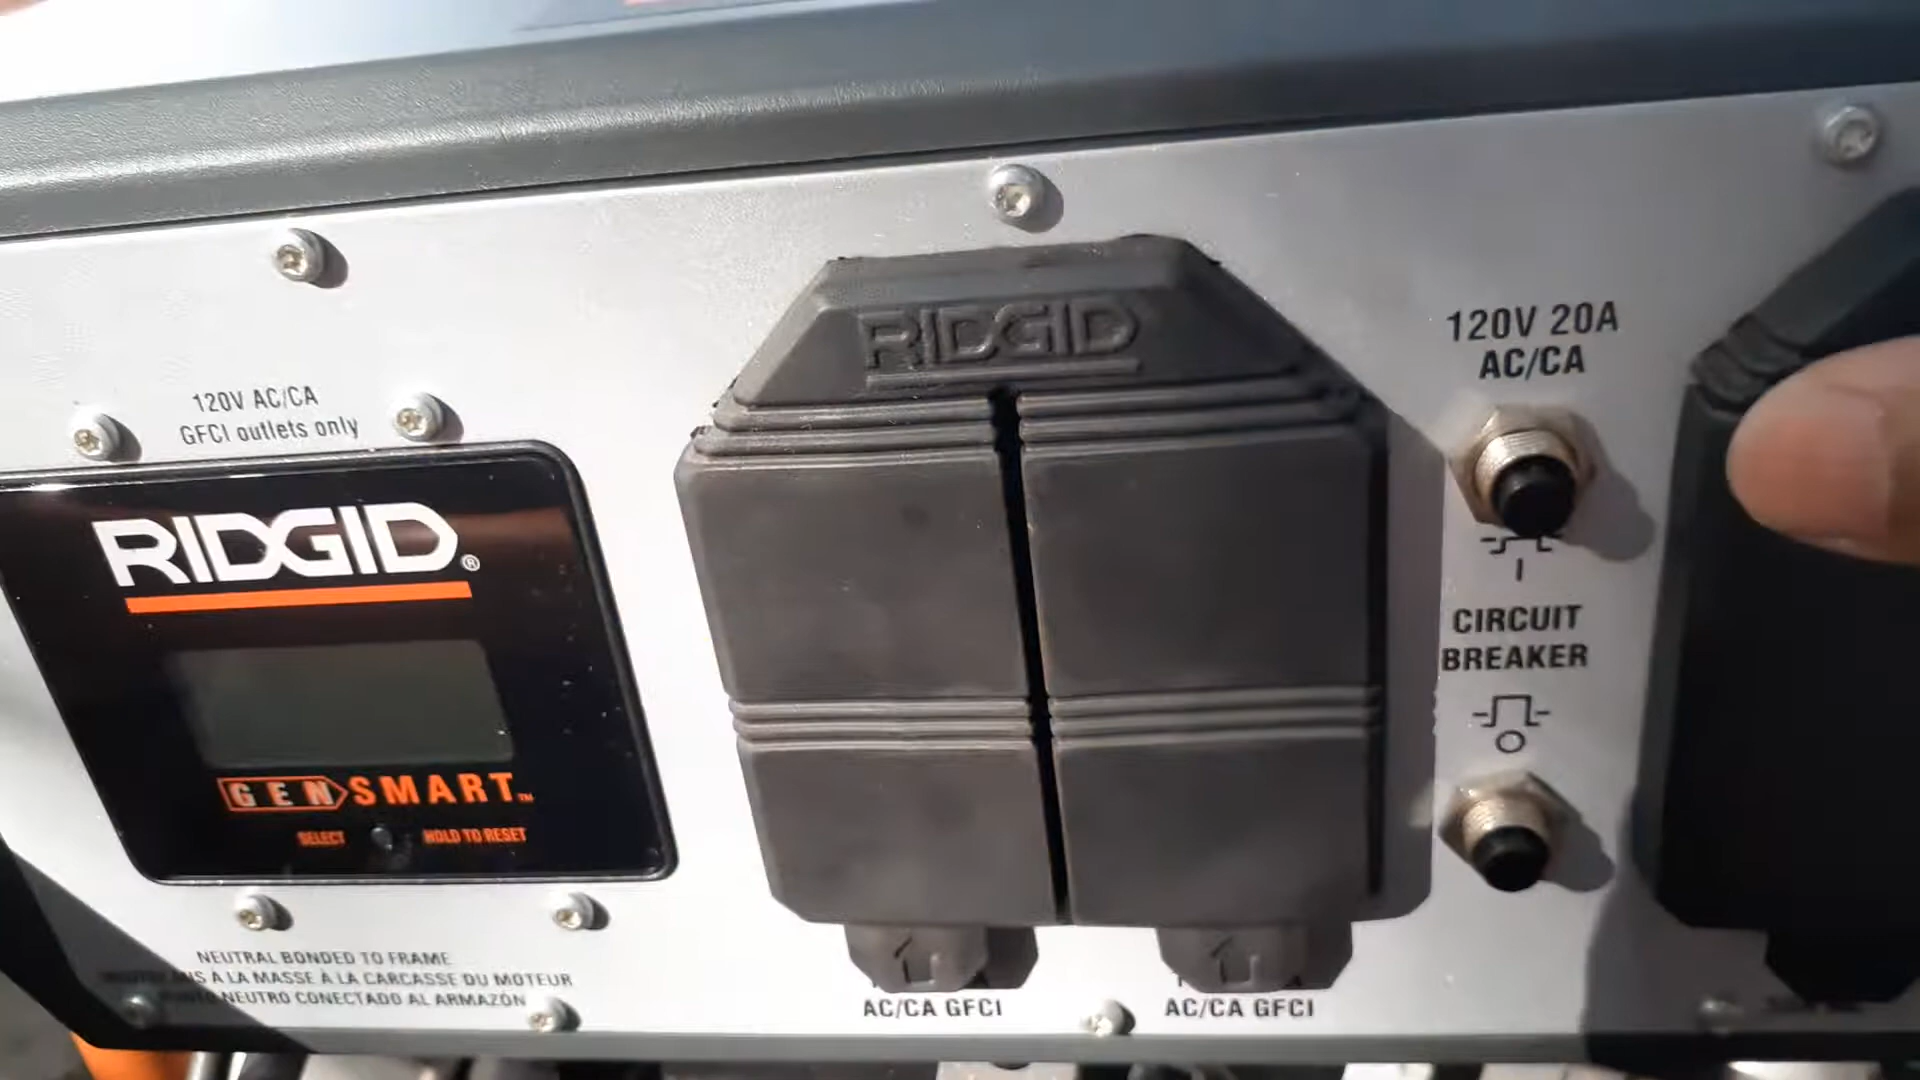 120V AC/CA
GFCI outlets only
RIDGID®
GEN SMART™
SELECT
HOLD TO RESET
NEUTRAL BONDED TO FRAME
A LA MASSE À LA CARCASSE DU MOTEUR
NEUTRO CONECTADO AL ARMAZÓN
RIDGID
AC/CA GFCI
AC/CA GFCI
120V 20A
AC/CA
CIRCUIT
BREAKER